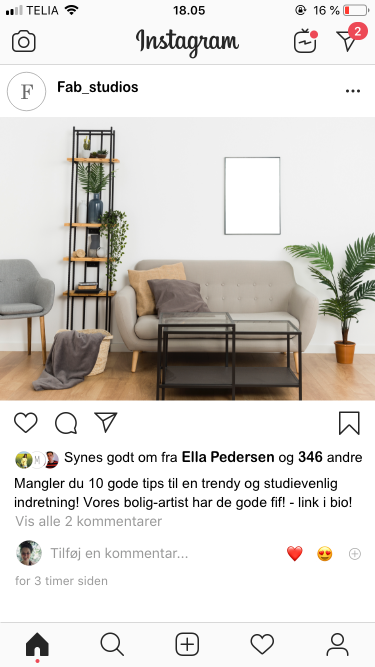 TELIA 18.05 16 %
Instagram 2
F Fab_studios
Synes godt om fra Ella Pedersen og 346 andre
Mangler du 10 gode tips til en trendy og studievenlig
indretning! Vores bolig-artist har de gode fif! - link i bio!
Vis alle 2 kommentarer
Tilføj en kommentar...
for 3 timer siden